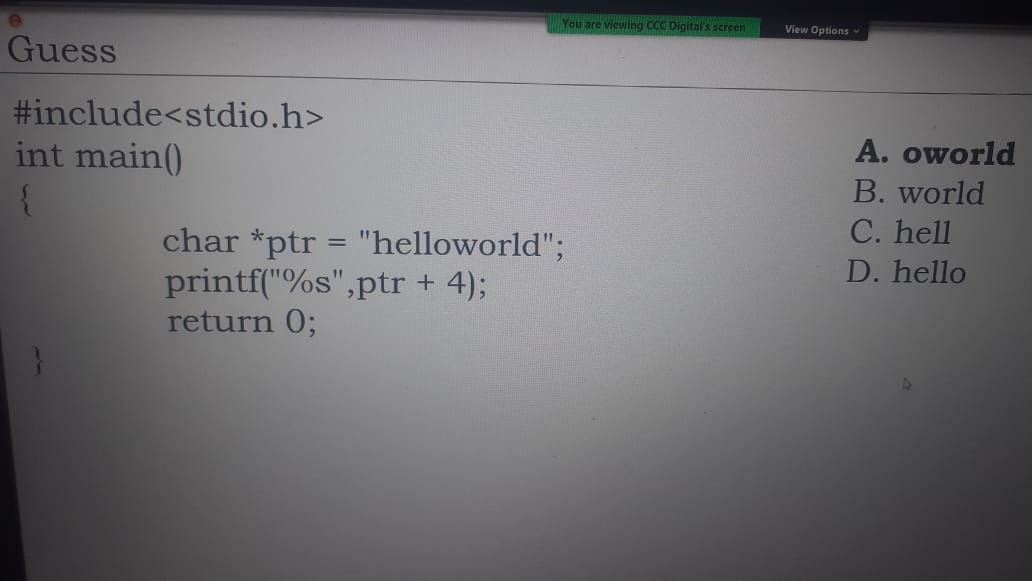 You are viewing CCC Digital's screen
View Options
Guess
#include<stdio.h>
int main()
{
char *ptr = "helloworld";
printf("%s",ptr + 4);
return 0;
}
A. oworld
B. world
C. hell
D. hello